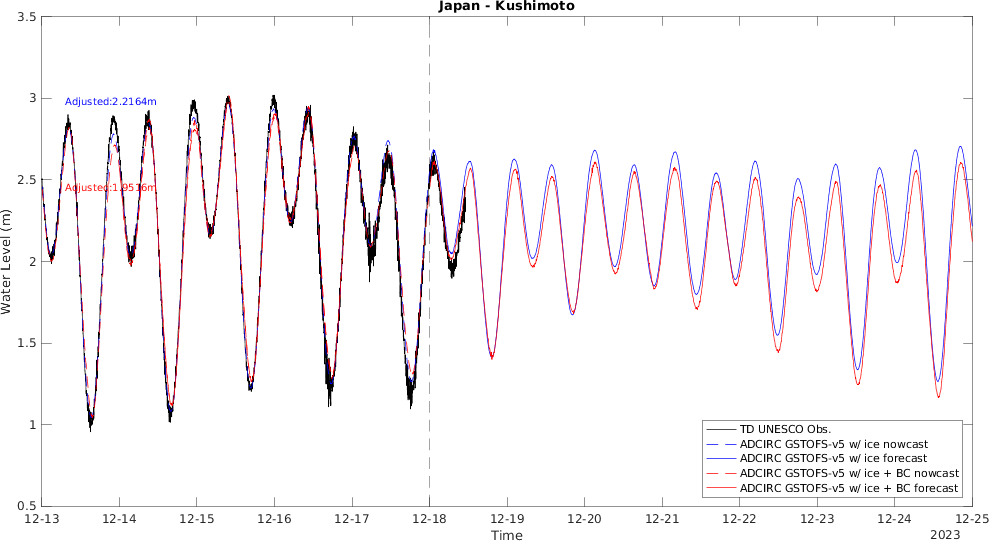 Japan - Kushimoto
3.5
3
2.5
2
1.5
1
0.5
Water Level (m)
Adjusted:2.2164m
Adjusted:1.9516m
TD UNESCO Obs.
ADCIRC GSTOFS-v5 w/ ice nowcast
ADCIRC GSTOFS-v5 w/ ice forecast
ADCIRC GSTOFS-v5 w/ ice + BC nowcast
ADCIRC GSTOFS-v5 w/ ice + BC forecast
12-13 12-14 12-15 12-16 12-17 12-18 12-19 12-20 12-21 12-22 12-23 12-24 12-25
Time
2023